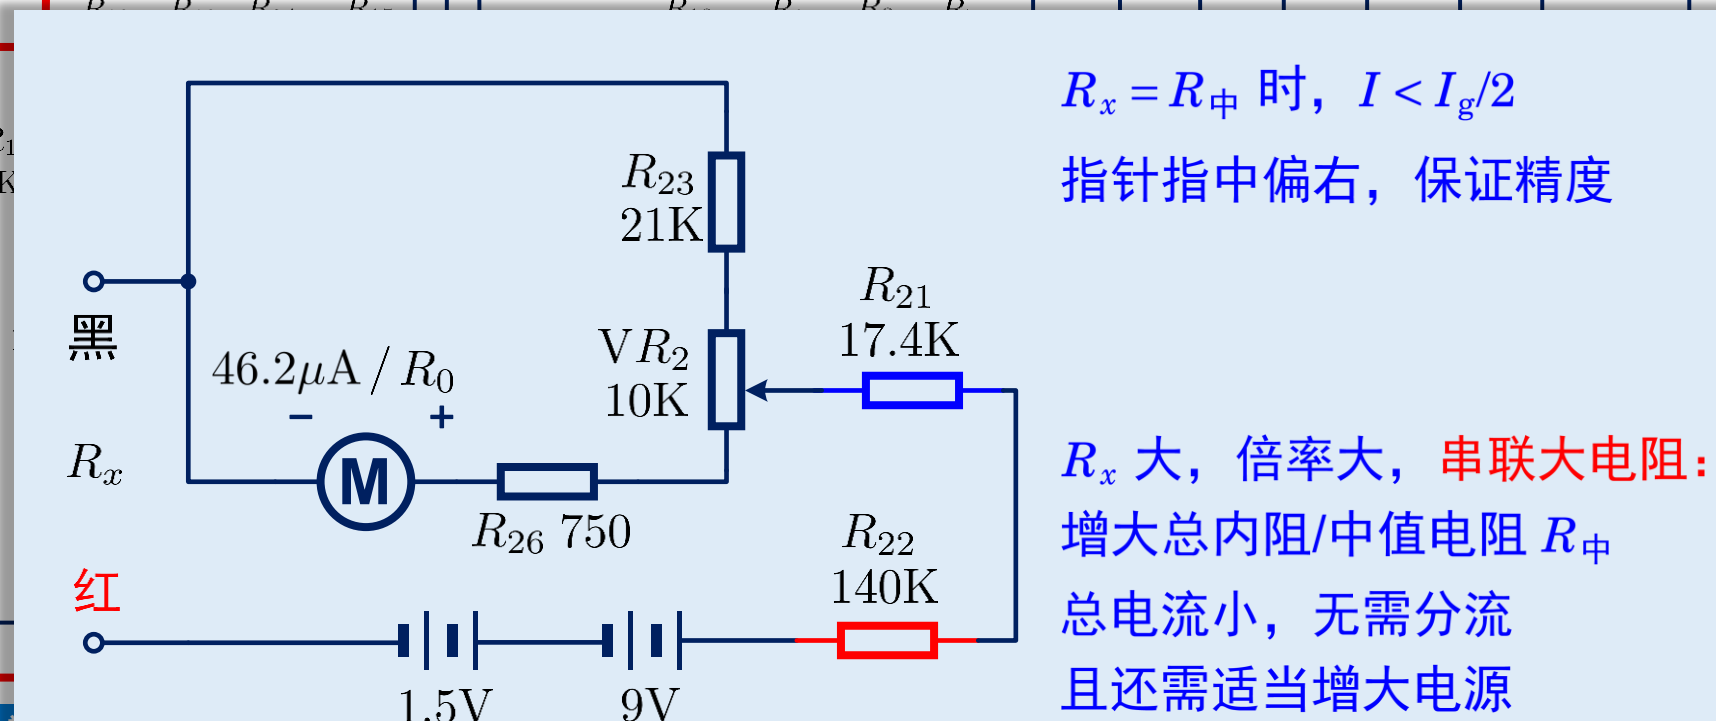 R₂₃
21K
R₂₁
17.4K
VR₂
10K
黑
46.2μA / R₀
− +
Rₓ
M
R₂₆ 750
R₂₂
140K
红
1.5V
9V
Rₓ = R中 时，I < I_g/2
指针指中偏右，保证精度
Rₓ 大，倍率大，串联大电阻：
增大总内阻/中值电阻 R中
总电流小，无需分流
且还需适当增大电源